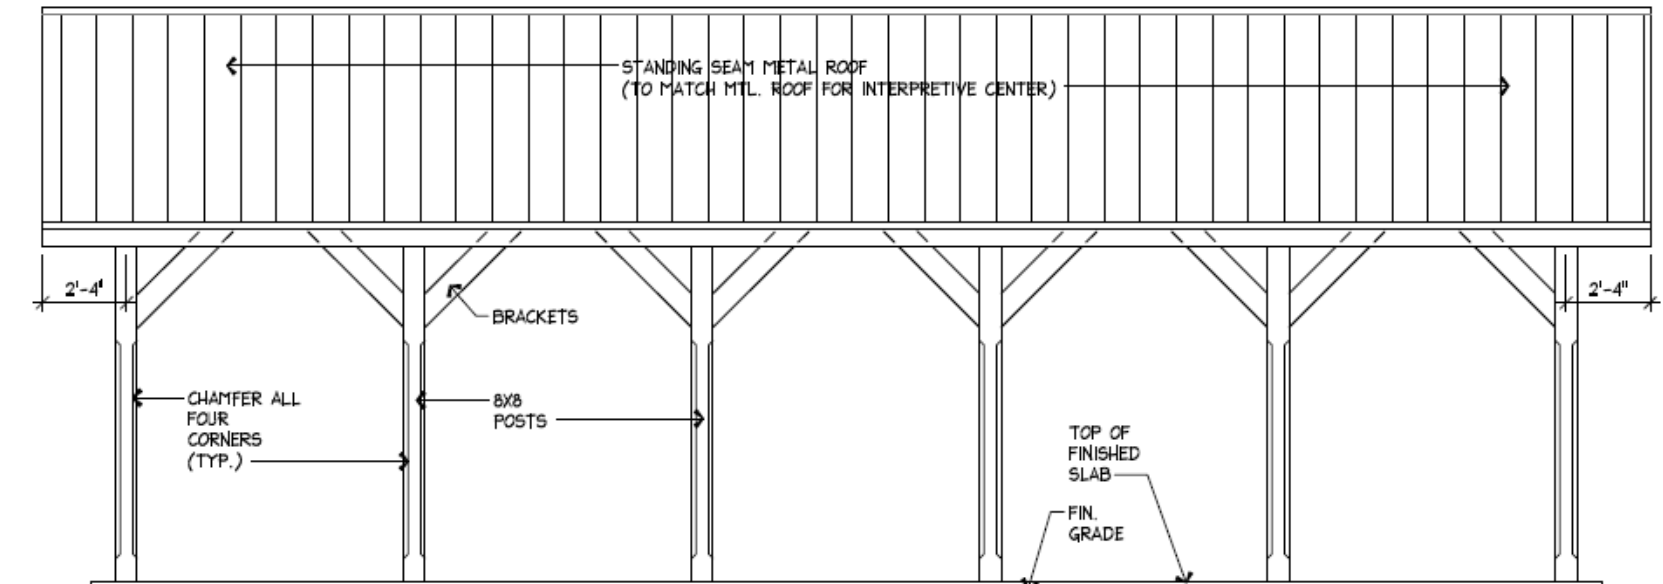 STANDING SEAM METAL ROOF
(TO MATCH MTL. ROOF FOR INTERPRETIVE CENTER)
2'-4"
2'-4"
BRACKETS
CHAMFER ALL
FOUR
CORNERS
(TYP.)
8X8
POSTS
TOP OF
FINISHED
SLAB
FIN.
GRADE